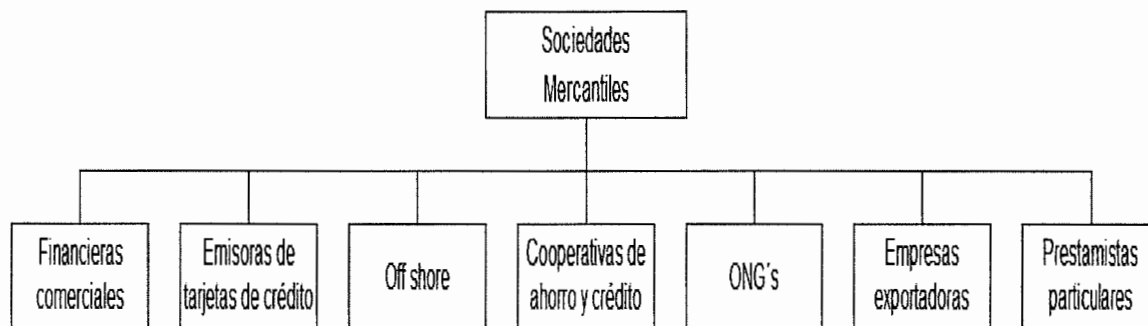 Sociedades
Mercantiles
Financieras
comerciales
Emisoras de
tarjetas de crédito
Off shore
Cooperativas de
ahorro y crédito
ONG´s
Empresas
exportadoras
Prestamistas
particulares